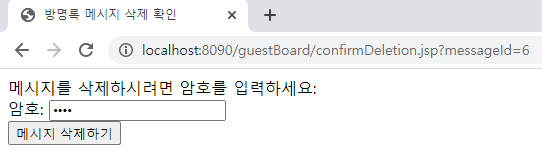 방명록 메시지 삭제 확인
localhost:8090/guestBoard/confirmDeletion.jsp?messageId=6
메시지를 삭제하시려면 암호를 입력하세요:
암호: ••••
메시지 삭제하기